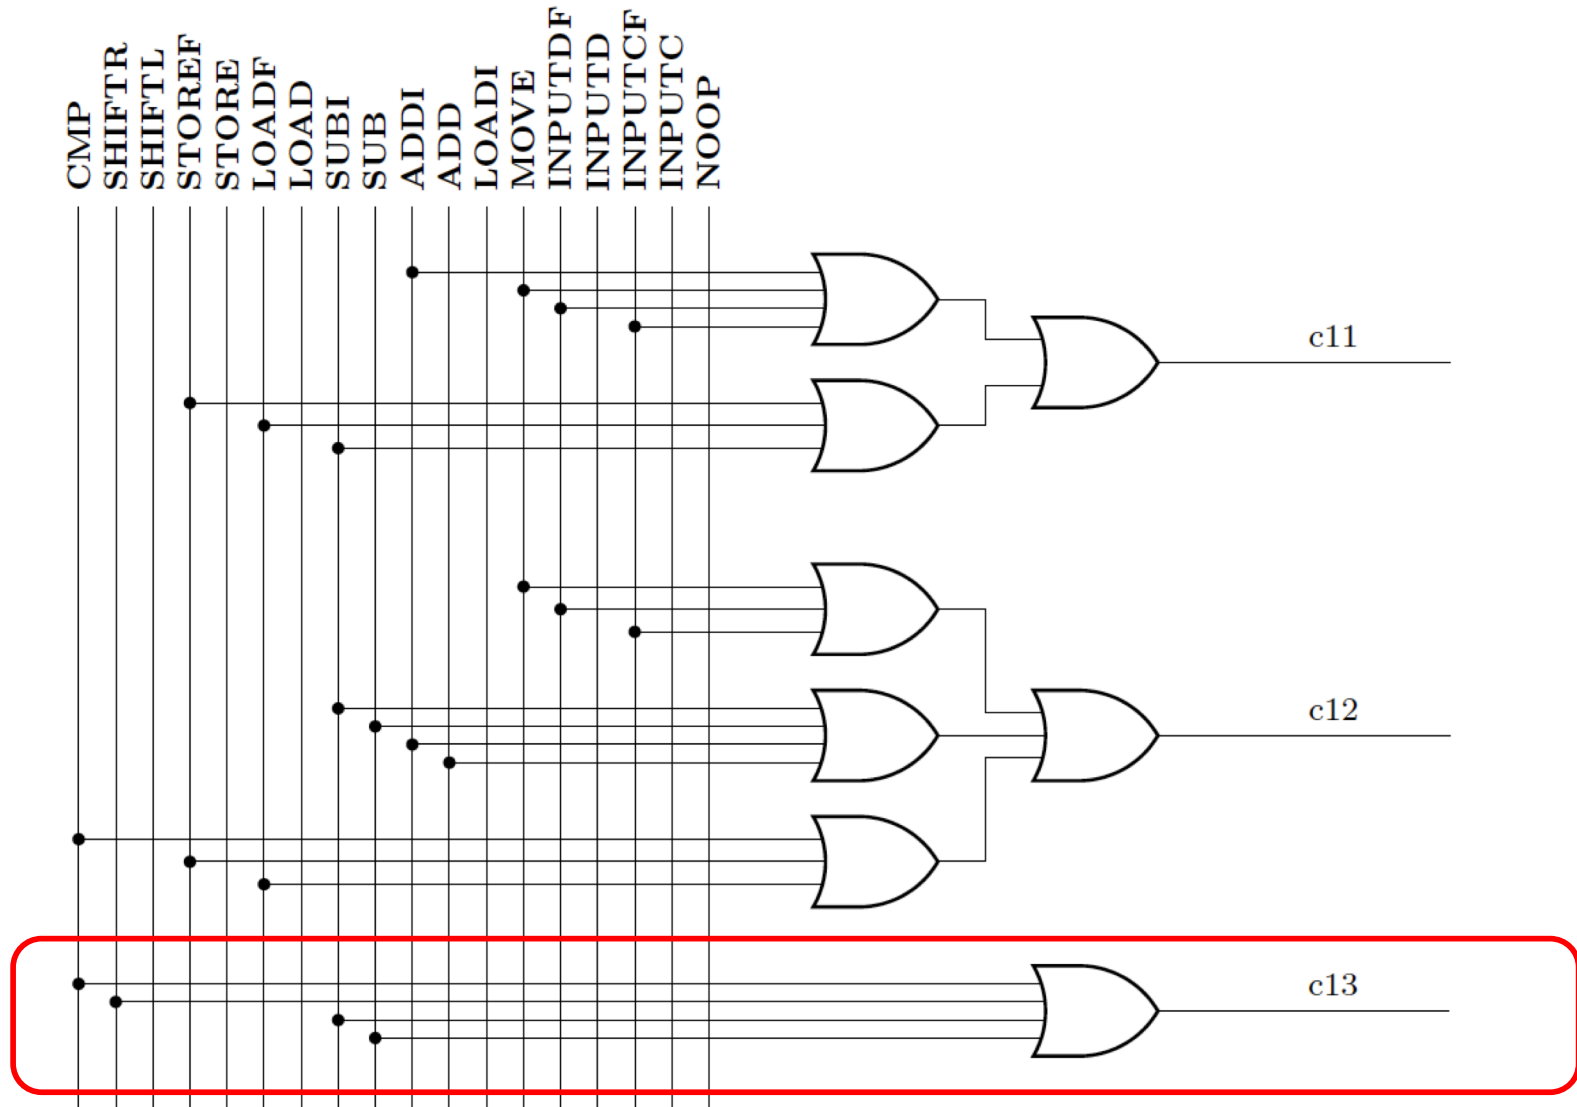 CMP
SHIFTR
SHIFTL
STOREF
STORE
LOADF
LOAD
SUBI
SUB
ADDI
ADD
LOADI
MOVE
INPUTDF
INPUTD
INPUTCF
INPUTC
NOOP
c11
c12
c13